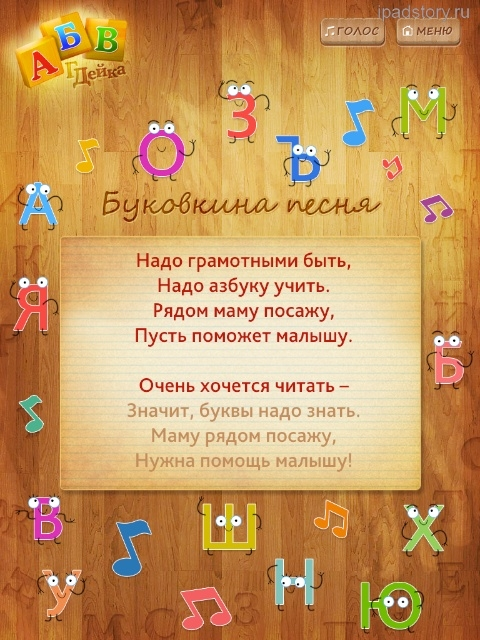 ipadstory.ru
А Б В
ГДейка
ГОЛОС
МЕНЮ
З
М
О
Ъ
А
Буковкина песня
Надо грамотными быть,
Надо азбуку учить.
Рядом маму посажу,
Пусть поможет малышу.
Очень хочется читать –
Значит, буквы надо знать.
Маму рядом посажу,
Нужна помощь малышу!
Я
Б
В
Ш
Х
У
Н
Ю